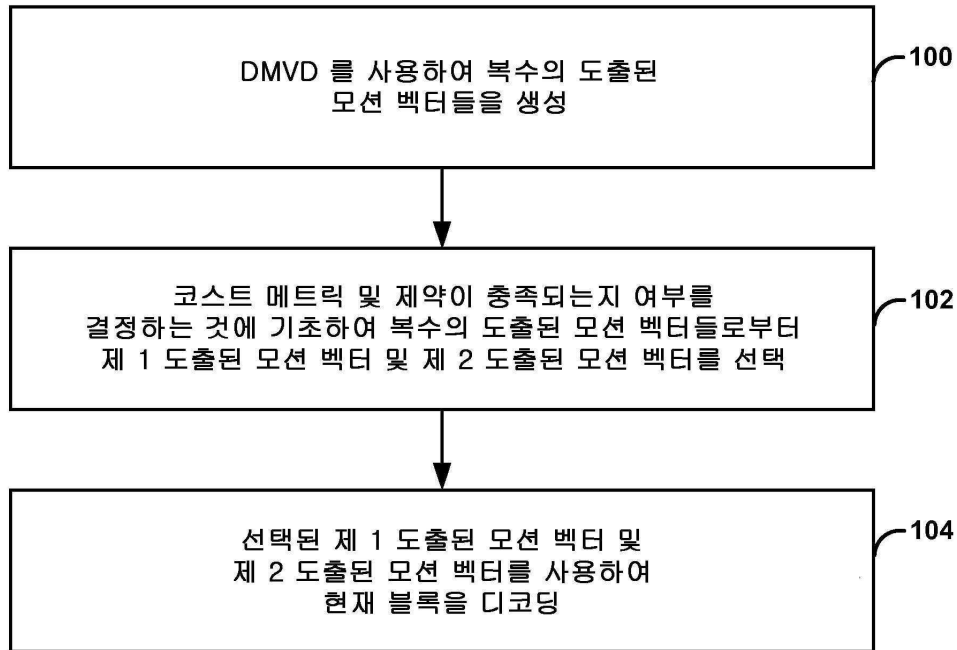 DMVD 를 사용하여 복수의 도출된
모션 벡터들을 생성
100
코스트 메트릭 및 제약이 충족되는지 여부를
결정하는 것에 기초하여 복수의 도출된 모션 벡터들로부터
제 1 도출된 모션 벡터 및 제 2 도출된 모션 벡터를 선택
102
선택된 제 1 도출된 모션 벡터 및
제 2 도출된 모션 벡터를 사용하여
현재 블록을 디코딩
104